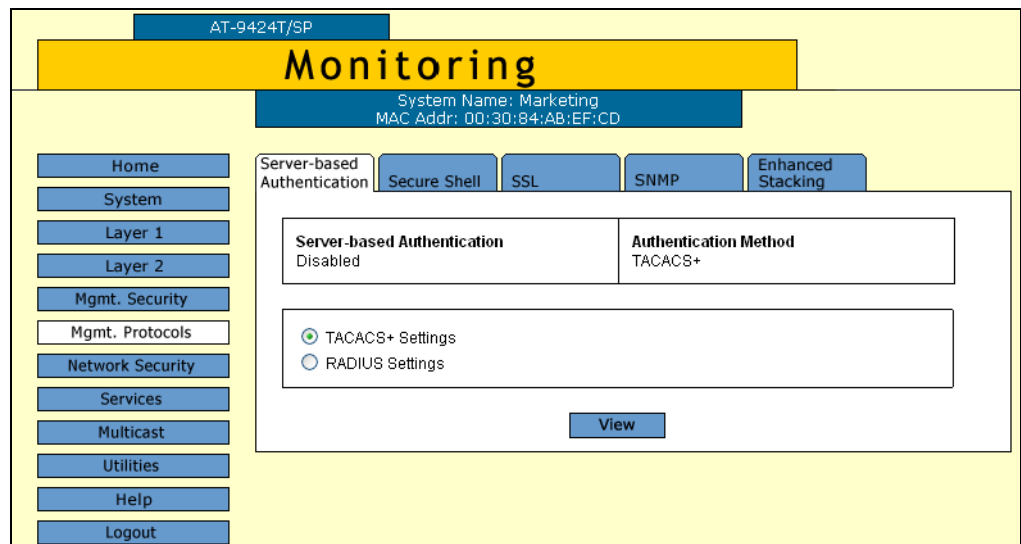 AT-9424T/SP
Monitoring
System Name: Marketing
MAC Addr: 00:30:84:AB:EF:CD
Home
System
Layer 1
Layer 2
Mgmt. Security
Mgmt. Protocols
Network Security
Services
Multicast
Utilities
Help
Logout
Server-based
Authentication
Secure Shell
SSL
SNMP
Enhanced
Stacking
Server-based Authentication
Disabled
Authentication Method
TACACS+
TACACS+ Settings
RADIUS Settings
View